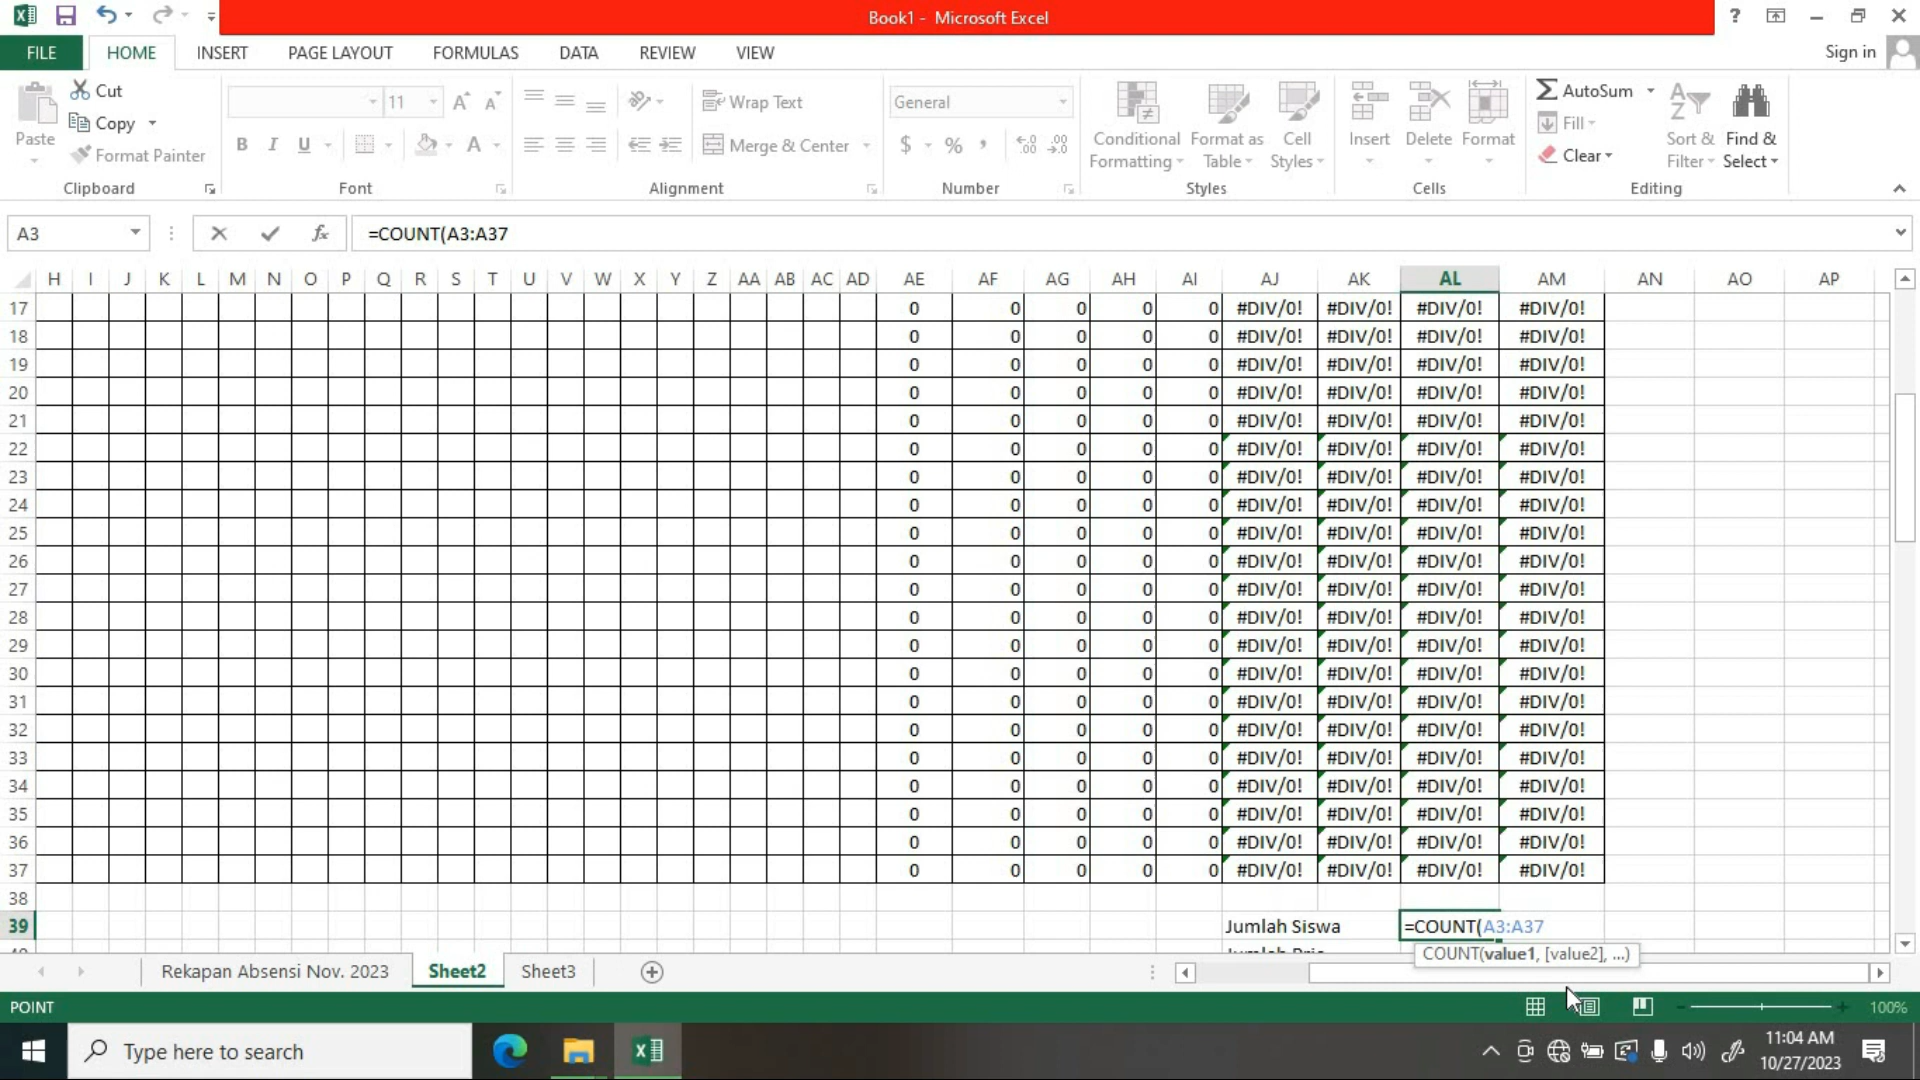 Book1 - Microsoft Excel
?
FILE HOME INSERT PAGE LAYOUT FORMULAS DATA REVIEW VIEW Sign in
Paste
Cut
Copy
Format Painter
Clipboard
11
B I U A
Font
Wrap Text
Merge & Center
Alignment
General
$ % ,
Number
Conditional Formatting
Format as Table
Cell Styles
Styles
Insert Delete Format
Cells
AutoSum
Fill
Clear
Sort & Filter
Find & Select
Editing
A3 fx =COUNT(A3:A37
H I J K L M N O P Q R S T U V W X Y Z AA AB AC AD AE AF AG AH AI AJ AK AL AM AN AO AP
17 0 0 0 0 0 #DIV/0! #DIV/0! #DIV/0! #DIV/0!
18 0 0 0 0 0 #DIV/0! #DIV/0! #DIV/0! #DIV/0!
19 0 0 0 0 0 #DIV/0! #DIV/0! #DIV/0! #DIV/0!
20 0 0 0 0 0 #DIV/0! #DIV/0! #DIV/0! #DIV/0!
21 0 0 0 0 0 #DIV/0! #DIV/0! #DIV/0! #DIV/0!
22 0 0 0 0 0 #DIV/0! #DIV/0! #DIV/0! #DIV/0!
23 0 0 0 0 0 #DIV/0! #DIV/0! #DIV/0! #DIV/0!
24 0 0 0 0 0 #DIV/0! #DIV/0! #DIV/0! #DIV/0!
25 0 0 0 0 0 #DIV/0! #DIV/0! #DIV/0! #DIV/0!
26 0 0 0 0 0 #DIV/0! #DIV/0! #DIV/0! #DIV/0!
27 0 0 0 0 0 #DIV/0! #DIV/0! #DIV/0! #DIV/0!
28 0 0 0 0 0 #DIV/0! #DIV/0! #DIV/0! #DIV/0!
29 0 0 0 0 0 #DIV/0! #DIV/0! #DIV/0! #DIV/0!
30 0 0 0 0 0 #DIV/0! #DIV/0! #DIV/0! #DIV/0!
31 0 0 0 0 0 #DIV/0! #DIV/0! #DIV/0! #DIV/0!
32 0 0 0 0 0 #DIV/0! #DIV/0! #DIV/0! #DIV/0!
33 0 0 0 0 0 #DIV/0! #DIV/0! #DIV/0! #DIV/0!
34 0 0 0 0 0 #DIV/0! #DIV/0! #DIV/0! #DIV/0!
35 0 0 0 0 0 #DIV/0! #DIV/0! #DIV/0! #DIV/0!
36 0 0 0 0 0 #DIV/0! #DIV/0! #DIV/0! #DIV/0!
37 0 0 0 0 0 #DIV/0! #DIV/0! #DIV/0! #DIV/0!
38
39 Jumlah Siswa =COUNT(A3:A37
COUNT(value1, [value2], ...)
Rekapan Absensi Nov. 2023 Sheet2 Sheet3
POINT 100%
Type here to search
11:04 AM
10/27/2023